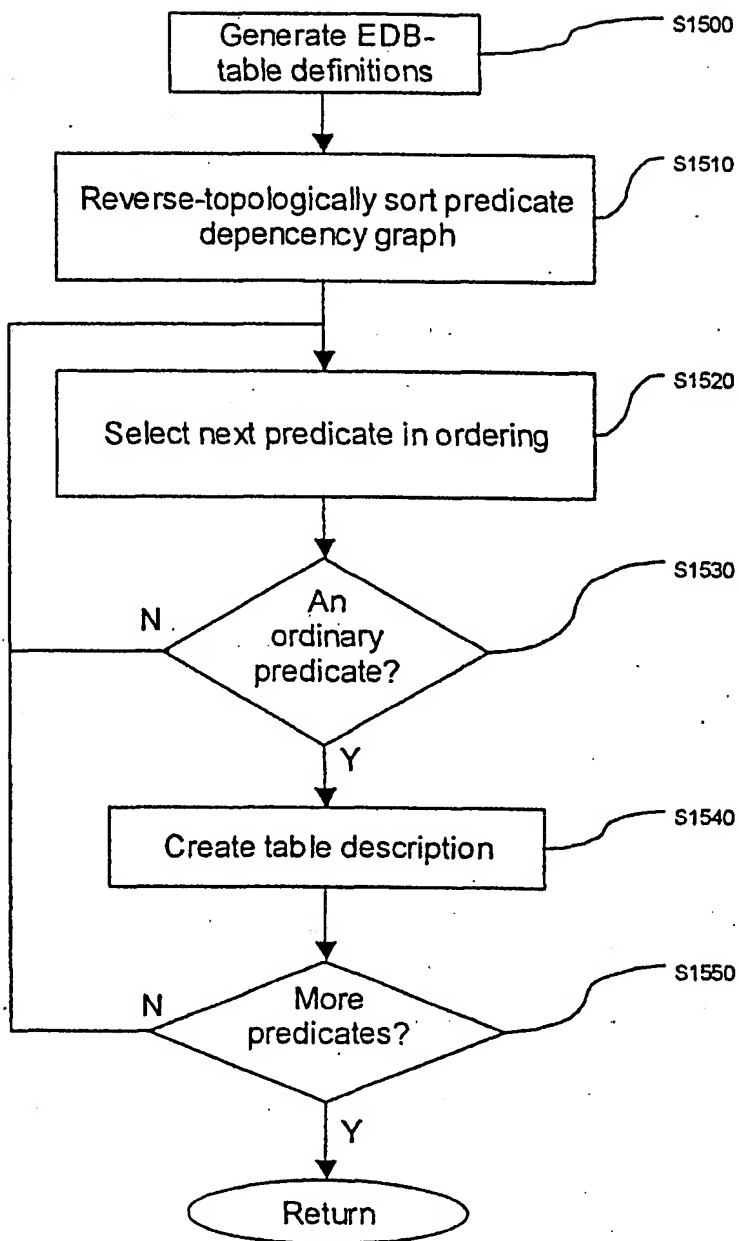 Generate EDB-
table definitions
S1500
Reverse-topologically sort predicate
depencency graph
S1510
Select next predicate in ordering
S1520
An
ordinary
predicate?
S1530
N
Y
Create table description
S1540
More
predicates?
S1550
N
Y
Return